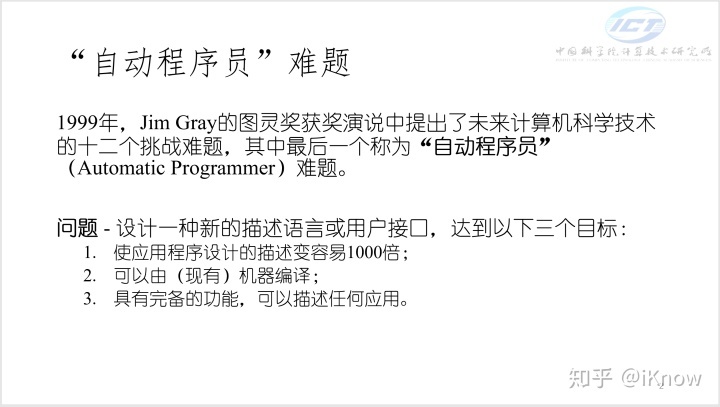 ICT
中国科学院计算技术研究所
“自动程序员”难题
1999年，Jim Gray的图灵奖获奖演说中提出了未来计算机科学技术
的十二个挑战难题，其中最后一个称为“自动程序员”
（Automatic Programmer）难题。
问题 - 设计一种新的描述语言或用户接口，达到以下三个目标：
1. 使应用程序设计的描述变容易1000倍；
2. 可以由（现有）机器编译；
3. 具有完备的功能，可以描述任何应用。
知乎 @iKnow
2